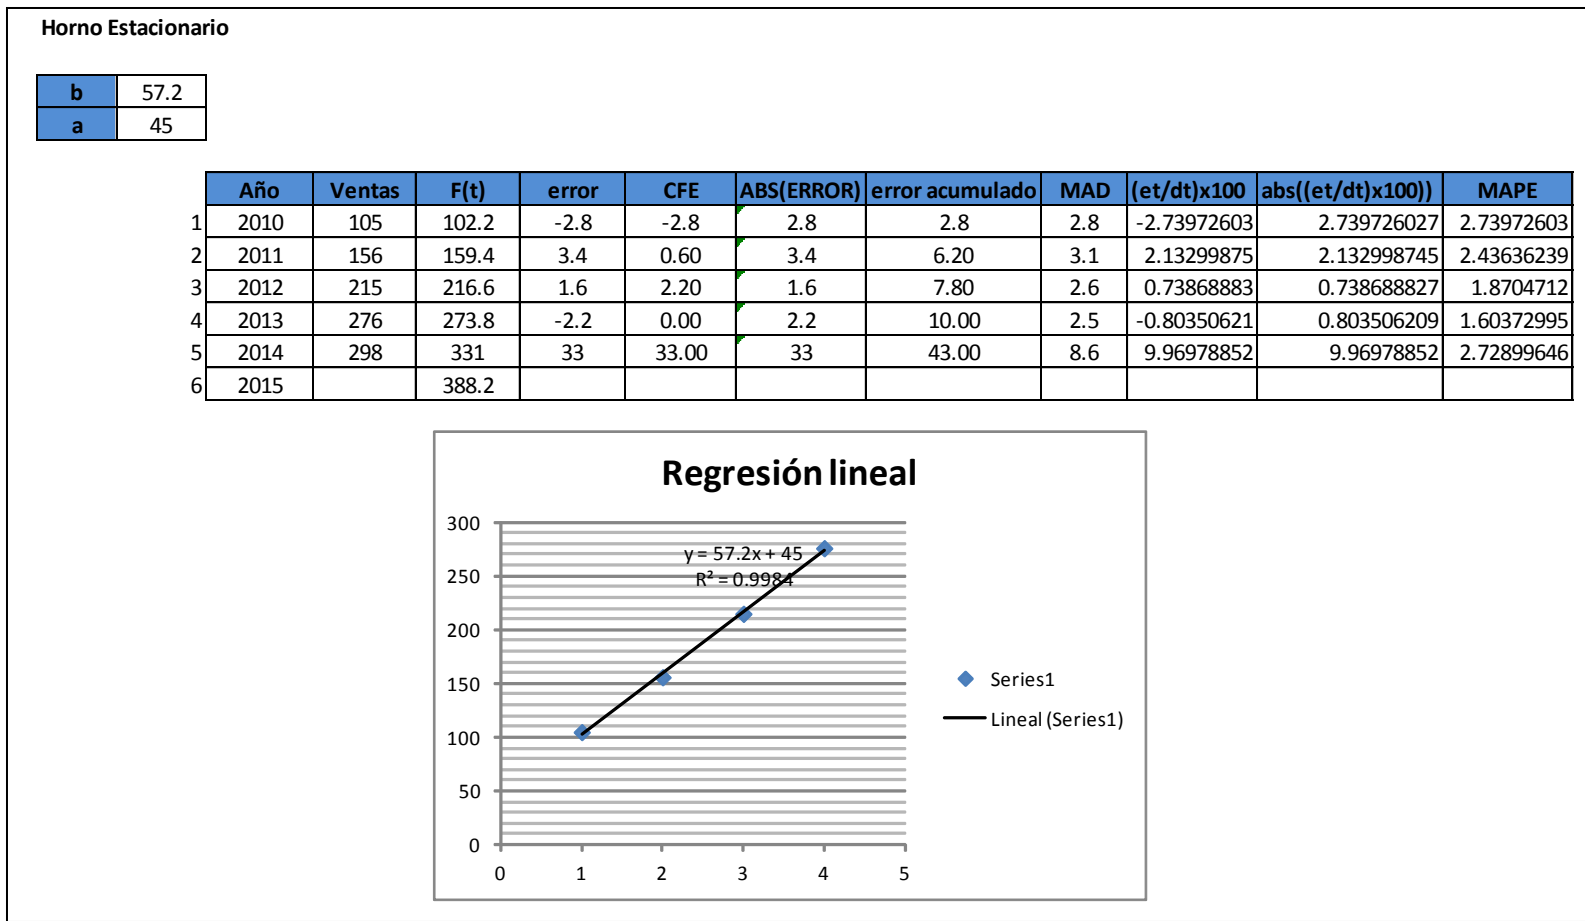 Horno Estacionario
b 57.2
a 45
Año Ventas F(t) error CFE ABS(ERROR) error acumulado MAD (et/dt)x100 abs((et/dt)x100)) MAPE
1 2010 105 102.2 -2.8 -2.8 2.8 2.8 2.8 -2.73972603 2.739726027 2.73972603
2 2011 156 159.4 3.4 0.60 3.4 6.20 3.1 2.13299875 2.132998745 2.43636239
3 2012 215 216.6 1.6 2.20 1.6 7.80 2.6 0.73868883 0.738688827 1.8704712
4 2013 276 273.8 -2.2 0.00 2.2 10.00 2.5 -0.80350621 0.803506209 1.60372995
5 2014 298 331 33 33.00 33 43.00 8.6 9.96978852 9.96978852 2.72899646
6 2015 388.2
Regresión lineal
300
y = 57.2x + 45
R² = 0.9984
250
200
150
100
50
0
0 1 2 3 4 5
Series1
Lineal (Series1)